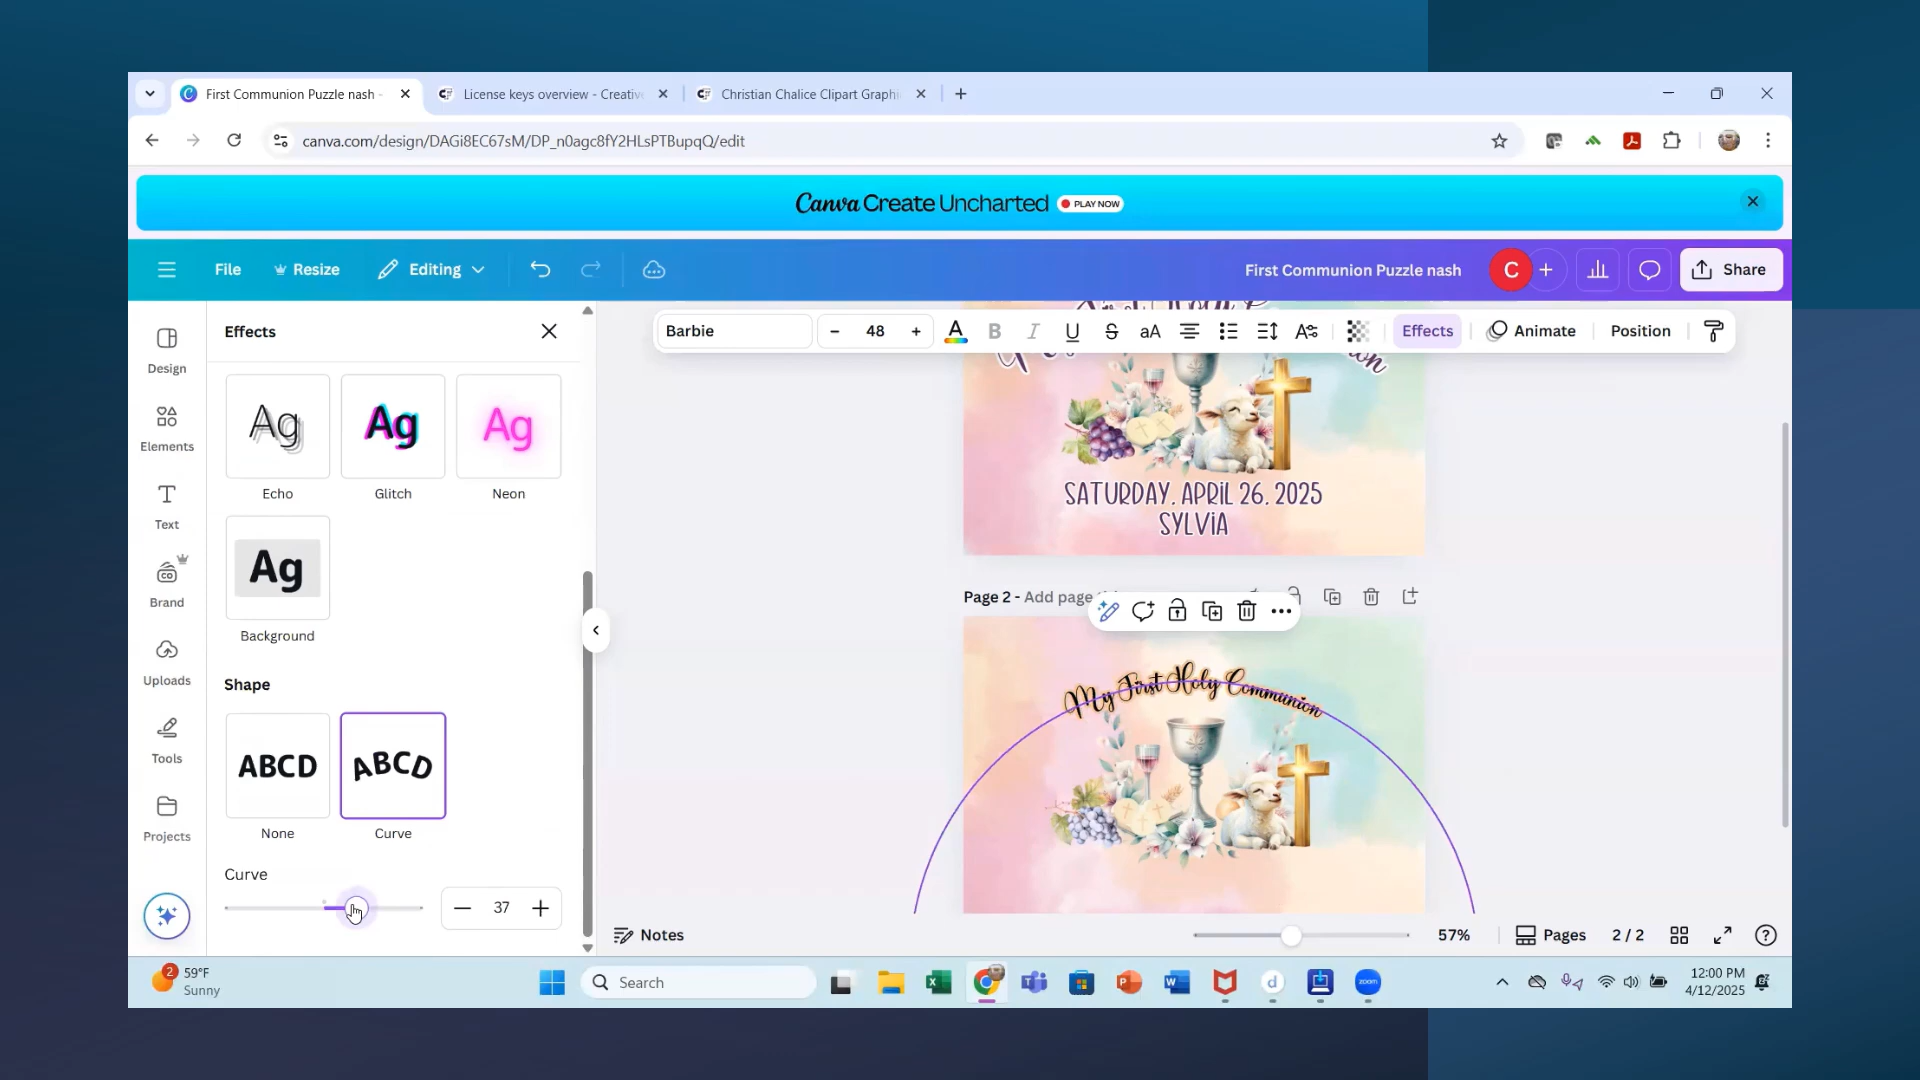 First Communion Puzzle nash -
License keys overview - Creativ
Christian Chalice Clipart Graphi
canva.com/design/DAGi8EC67sM/DP_n0agc8fY2HLsPTBupqQ/edit
Canva Create Uncharted PLAY NOW
File Resize Editing First Communion Puzzle nash C Share
Design
Elements
Text
Brand
Uploads
Tools
Projects
Effects
Ag Ag Ag
Echo Glitch Neon
Ag
Background
Shape
ABCD ABCD
None Curve
Curve
37
Barbie 48 A B I U S aA Effects Animate Position
SATURDAY, APRIL 26, 2025
SYLVIA
Page 2 - Add page
My First Holy Communion
Notes 57% Pages 2 / 2
2 59°F
Sunny
Search
zoom
12:00 PM
4/12/2025